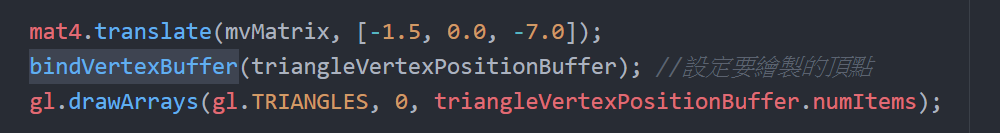 mat4.translate(mvMatrix, [-1.5, 0.0, -7.0]);
bindVertexBuffer(triangleVertexPositionBuffer); //設定要繪製的頂點
gl.drawArrays(gl.TRIANGLES, 0, triangleVertexPositionBuffer.numItems);